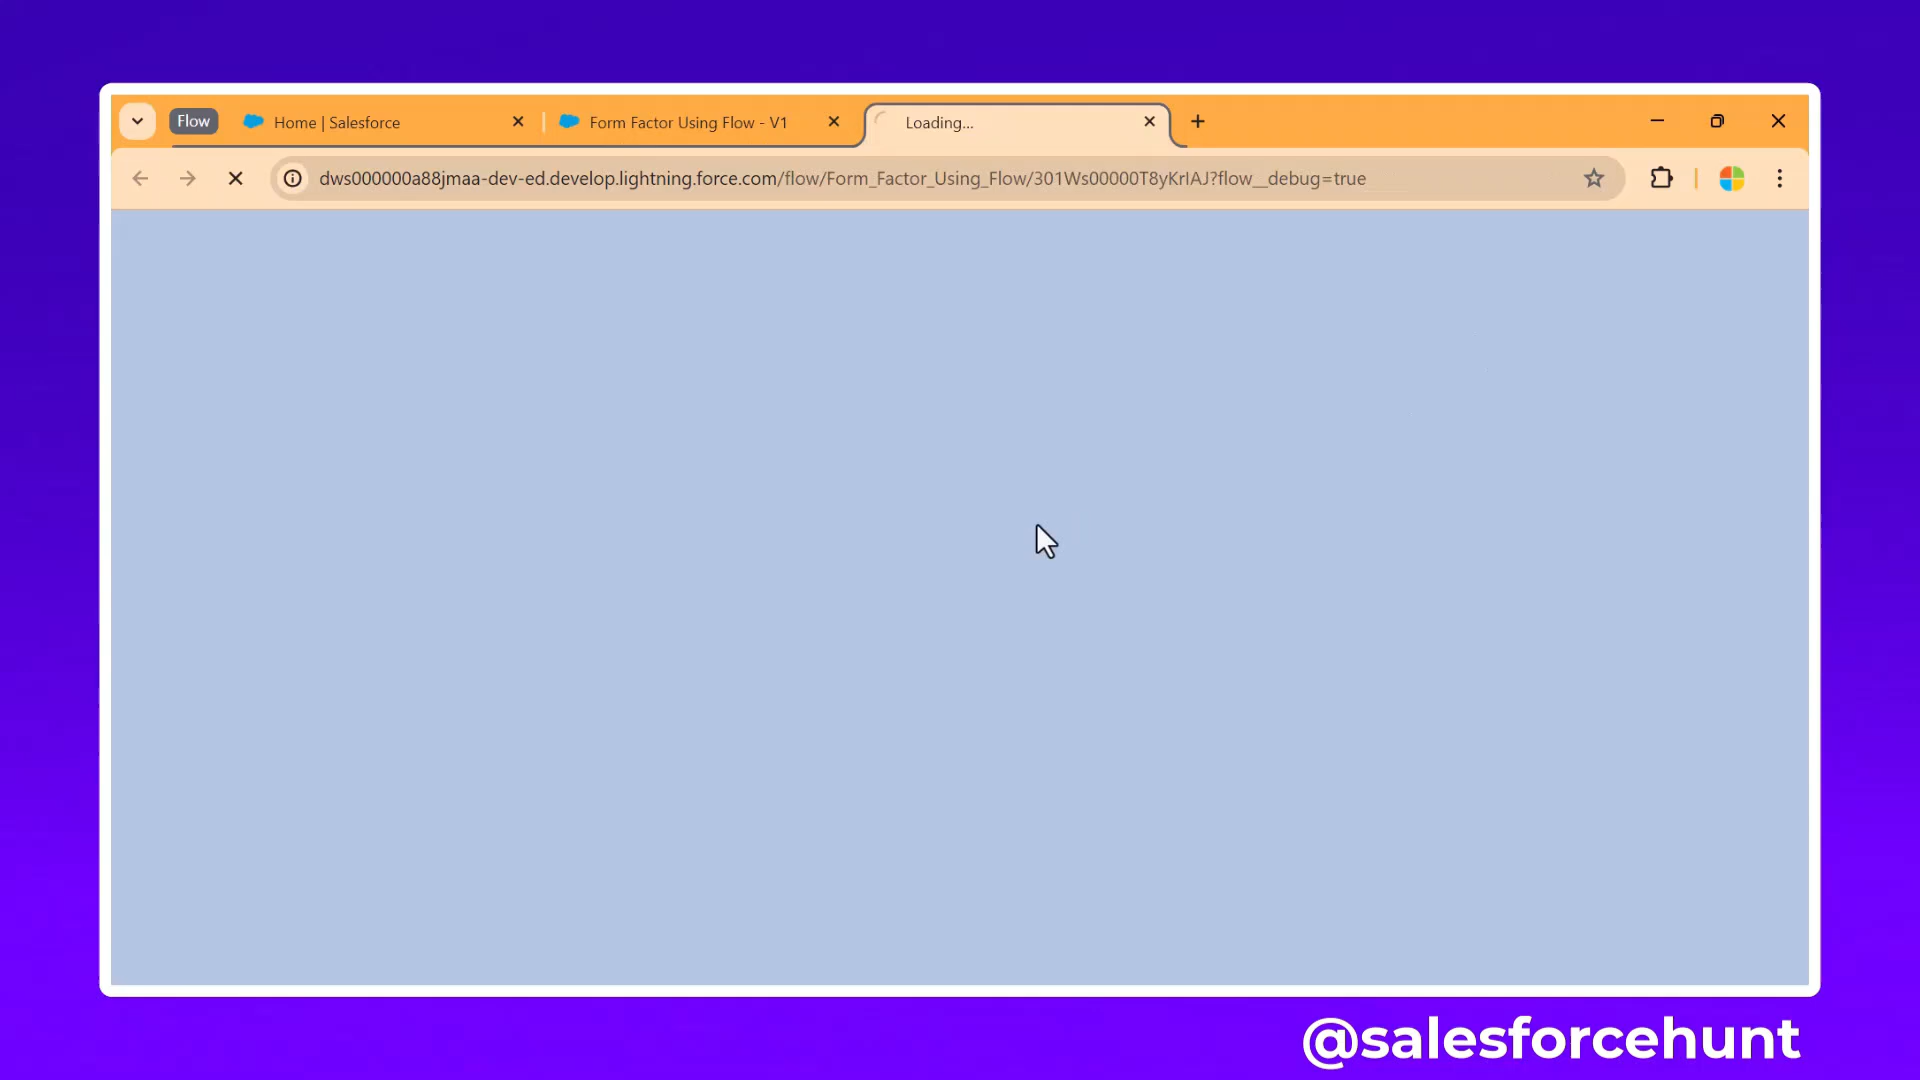 Flow
Home | Salesforce
Form Factor Using Flow - V1
Loading...
dws000000a88jmaa-dev-ed.develop.lightning.force.com/flow/Form_Factor_Using_Flow/301Ws00000T8yKrIAJ?flow__debug=true
@salesforcehunt